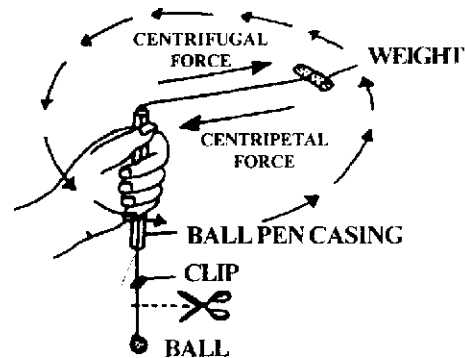 CENTRIFUGAL
FORCE
WEIGHT
CENTRIPETAL
FORCE
BALL PEN CASING
CLIP
BALL